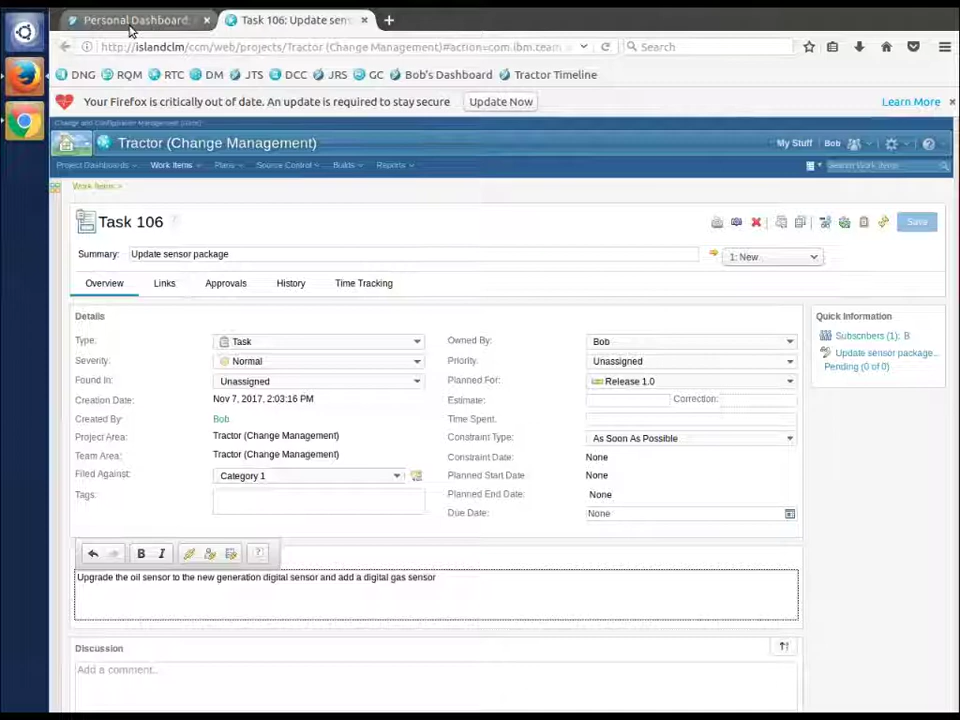 Personal Dashboard: × Task 106: Update sens × +
http://islandclm/ccm/web/projects/Tractor (Change Management)#action=com.ibm.team Search
DNG RQM RTC DM JTS DCC JRS GC Bob's Dashboard Tractor Timeline
Your Firefox is critically out of date. An update is required to stay secure Update Now Learn More ×
Change and Configuration Management (/ccm)
Tractor (Change Management) My Stuff Bob
Project Dashboards Work Items Plans Source Control Builds Reports Search Work Items
Work Items >
Task 106 Save
Summary: Update sensor package 1: New
Overview Links Approvals History Time Tracking
Details Quick Information
Type: Task Owned By: Bob Subscribers (1): B
Severity: Normal Priority: Unassigned Update sensor package...
Found In: Unassigned Planned For: Release 1.0 Pending (0 of 0)
Creation Date: Nov 7, 2017, 2:03:16 PM Estimate: Correction:
Created By: Bob Time Spent:
Project Area: Tractor (Change Management) Constraint Type: As Soon As Possible
Team Area: Tractor (Change Management) Constraint Date: None
Filed Against: Category 1 Planned Start Date None
Tags: Planned End Date: None
Due Date: None
B I ?
Upgrade the oil sensor to the new generation digital sensor and add a digital gas sensor
Discussion
Add a comment...